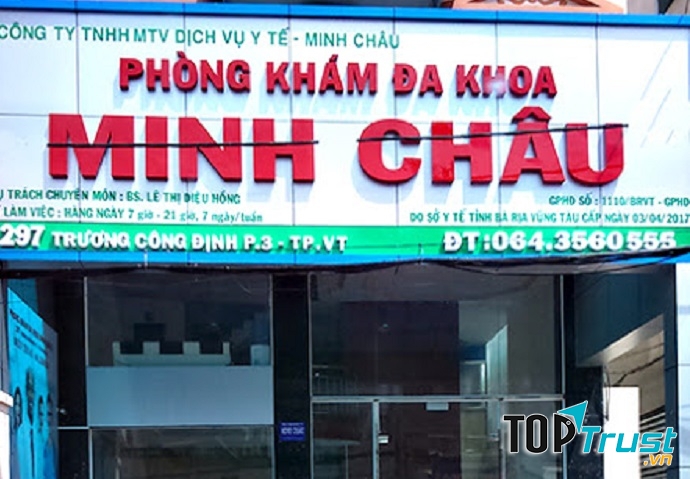 CÔNG TY TNHH MTV DỊCH VỤ Y TẾ - MINH CHÂU
PHÒNG KHÁM ĐA KHOA
MINH CHÂU
TRÁCH CHUYÊN MÔN : BS. LÊ THỊ DIỆU HỒNG
GPHĐ SỐ : 1110/BRVT - GPHĐ
LÀM VIỆC : HÀNG NGÀY 7 giờ - 21 giờ, 7 ngày/tuần
DO SỞ Y TẾ TỈNH BÀ RỊA VŨNG TÀU CẤP NGÀY 03/04/2017
297 TRƯƠNG CÔNG ĐỊNH P.3 - TP.VT
ĐT:064.3560555
TOP Trust.vn